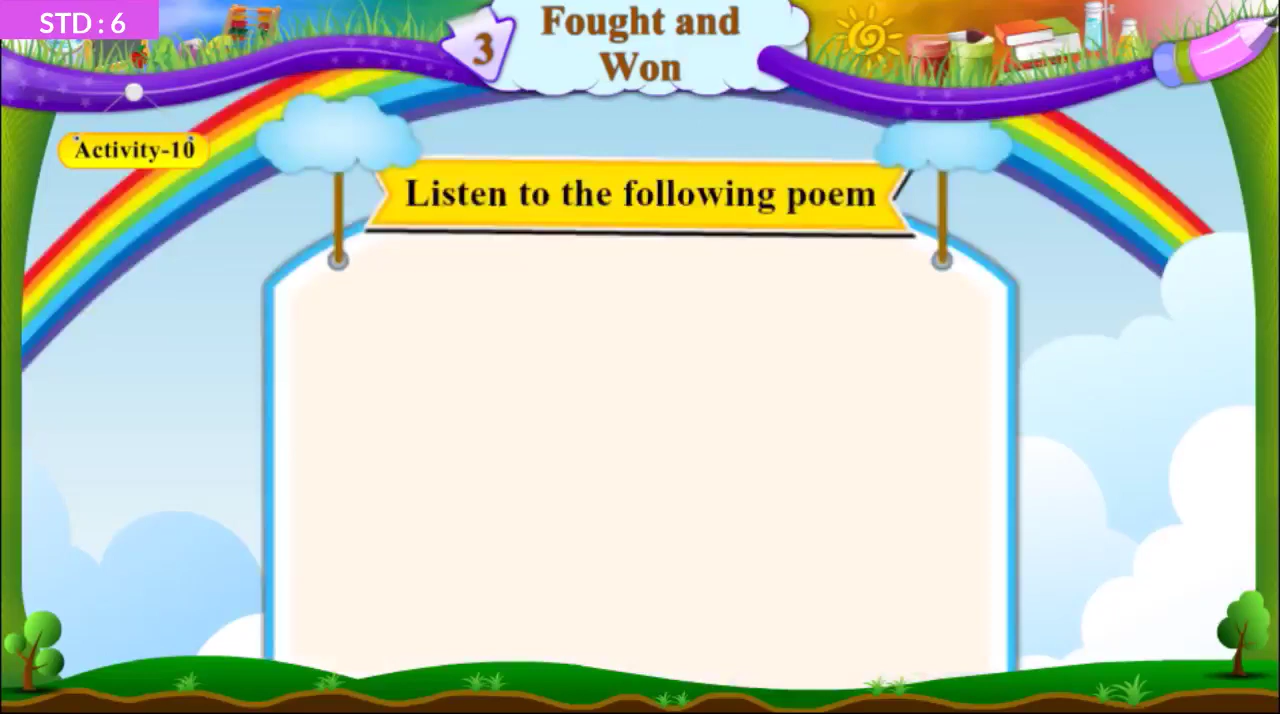 STD : 6
3
Fought and
Won
Activity-10
Listen to the following poem